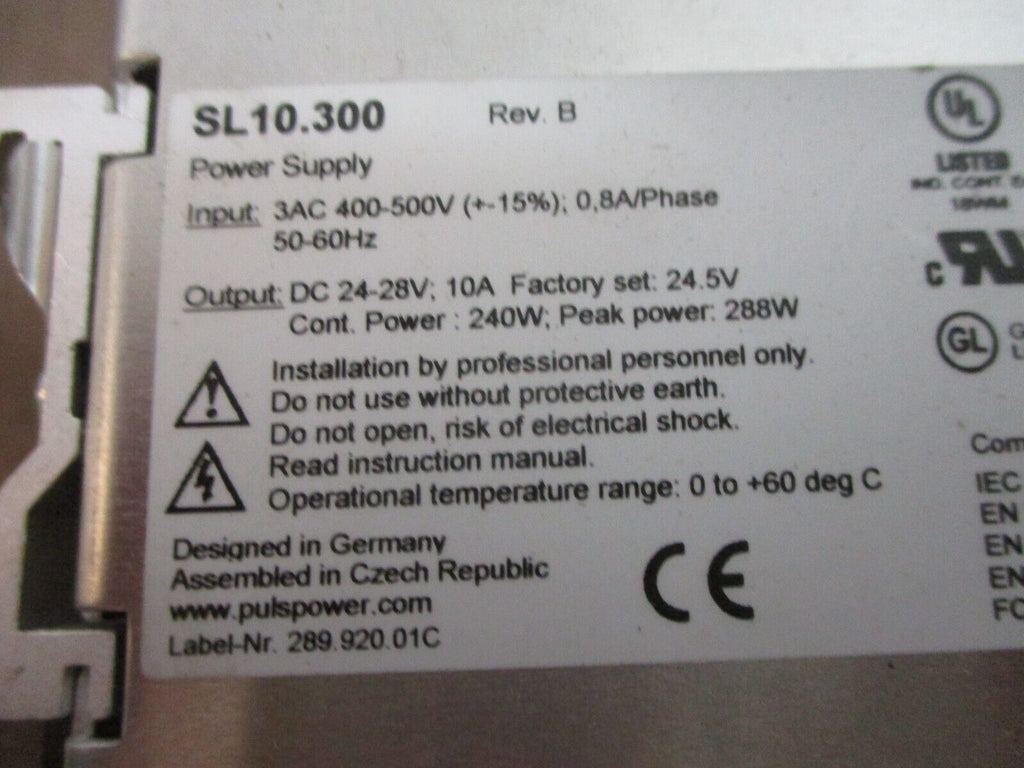 SL10.300 Rev. B
Power Supply
Input: 3AC 400-500V (+-15%); 0,8A/Phase
50-60Hz
Output: DC 24-28V; 10A Factory set: 24.5V
Cont. Power : 240W; Peak power: 288W
Installation by professional personnel only.
Do not use without protective earth.
Do not open, risk of electrical shock.
Read instruction manual.
Operational temperature range: 0 to +60 deg C
Designed in Germany
Assembled in Czech Republic
www.pulspower.com
Label-Nr. 289.920.01C
CE
UL
LISTED
IND. CONT.
c
GL
IEC
EN
EN
EN